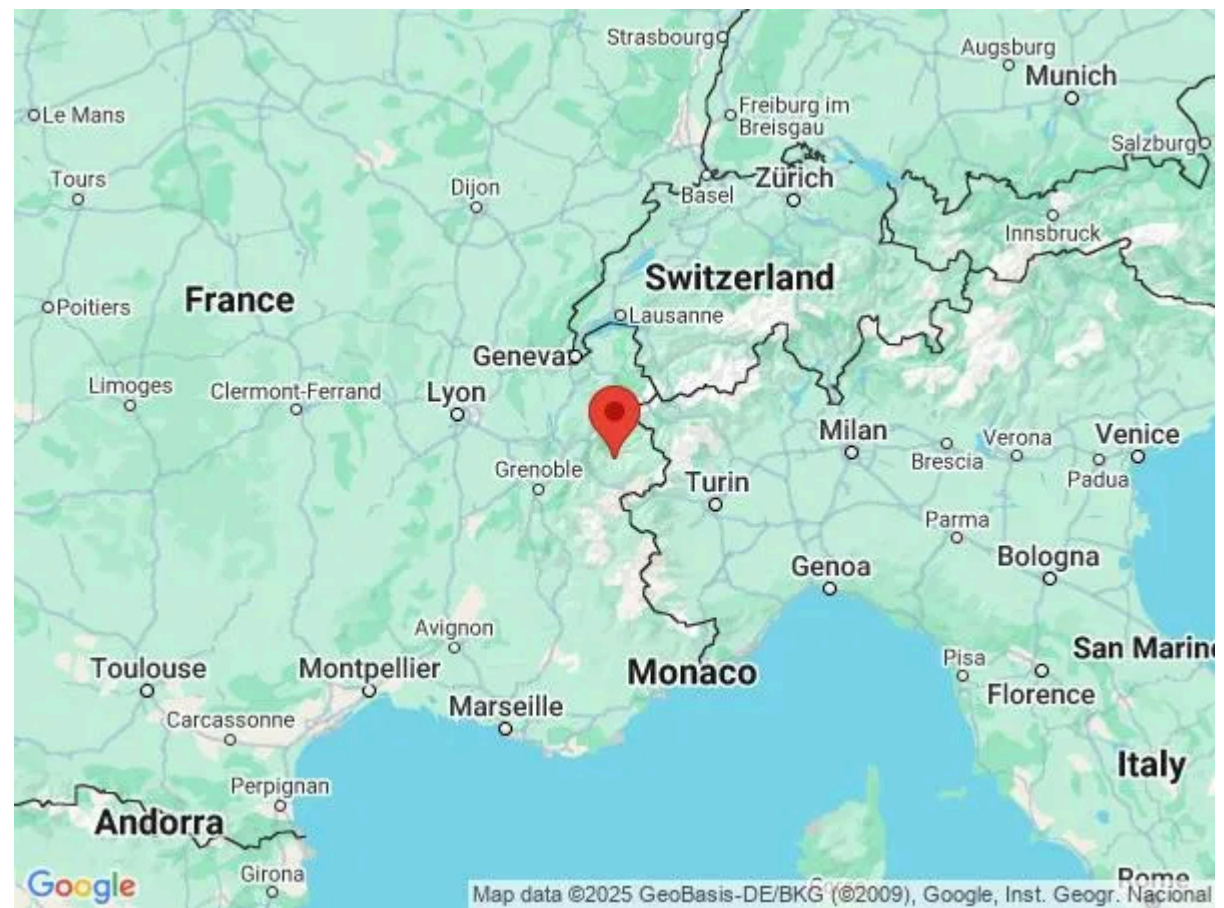 Strasbourg
Augsburg
Munich
Le Mans
Freiburg im
Breisgau
Salzburg
Tours
Dijon
Basel
Zürich
Innsbruck
Switzerland
France
Poitiers
Lausanne
Geneva
Limoges
Clermont-Ferrand
Lyon
Milan
Verona
Venice
Brescia
Padua
Grenoble
Turin
Parma
Bologna
Genoa
Avignon
San Marino
Pisa
Toulouse
Montpellier
Monaco
Florence
Marseille
Carcassonne
Italy
Perpignan
Andorra
Girona
Rome
Google
Map data ©2025 GeoBasis-DE/BKG (©2009), Google, Inst. Geogr. Nacional